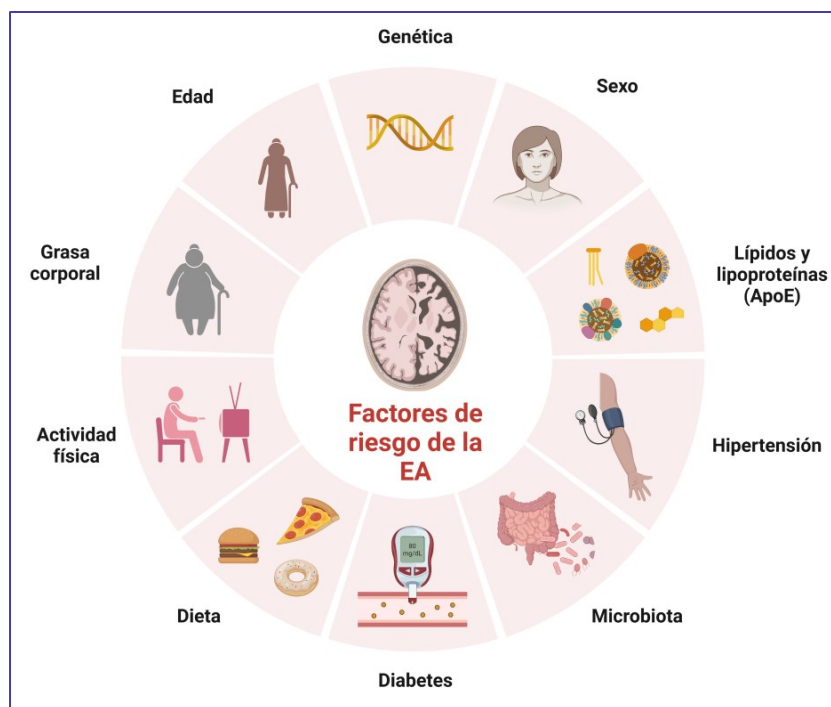 Genética
Sexo
Lípidos y
lipoproteínas
(ApoE)
Hipertensión
Microbiota
Diabetes
80
mg/dL
Dieta
Actividad
física
Grasa
corporal
Edad
Factores de
riesgo de la
EA